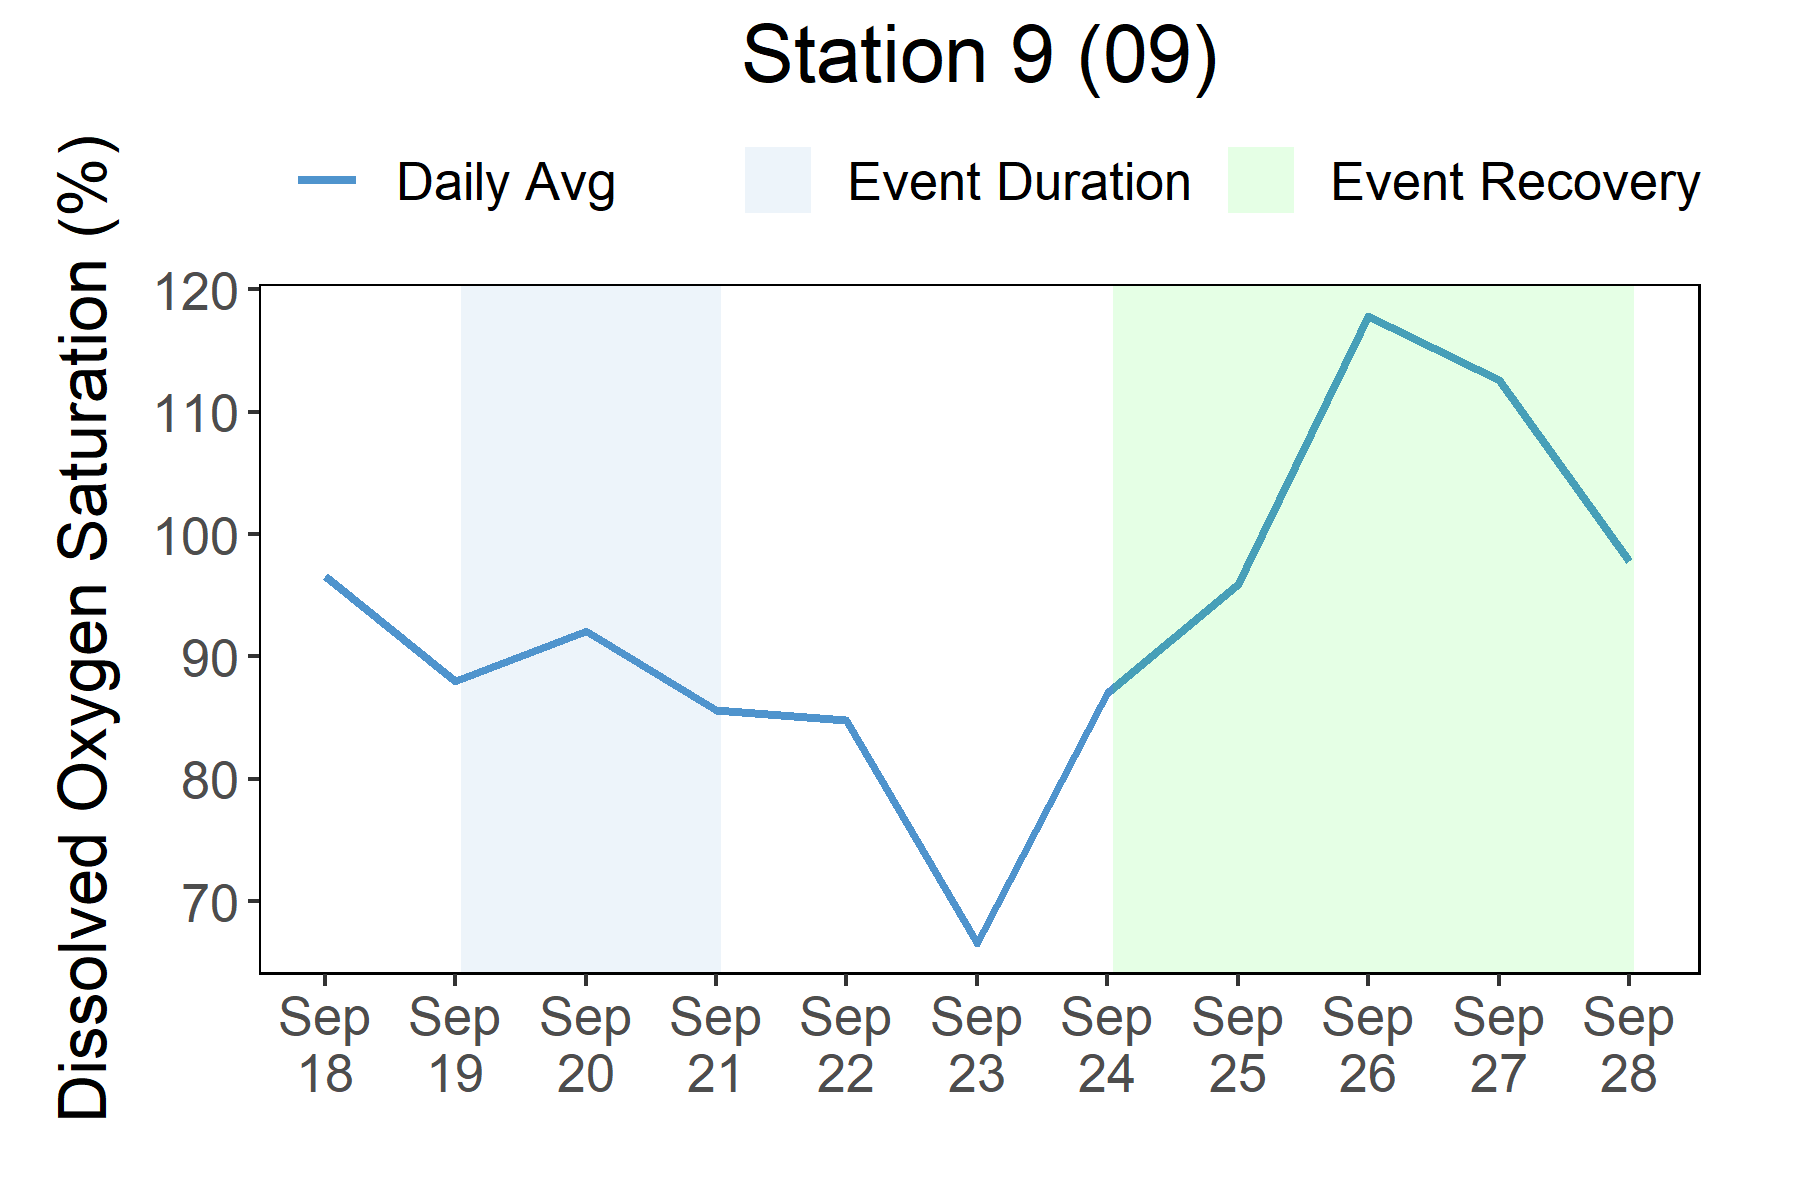 Station 9 (09)
Daily Avg
Event Duration
Event Recovery
Dissolved Oxygen Saturation (%)
120
110
100
90
80
70
Sep 18
Sep 19
Sep 20
Sep 21
Sep 22
Sep 23
Sep 24
Sep 25
Sep 26
Sep 27
Sep 28